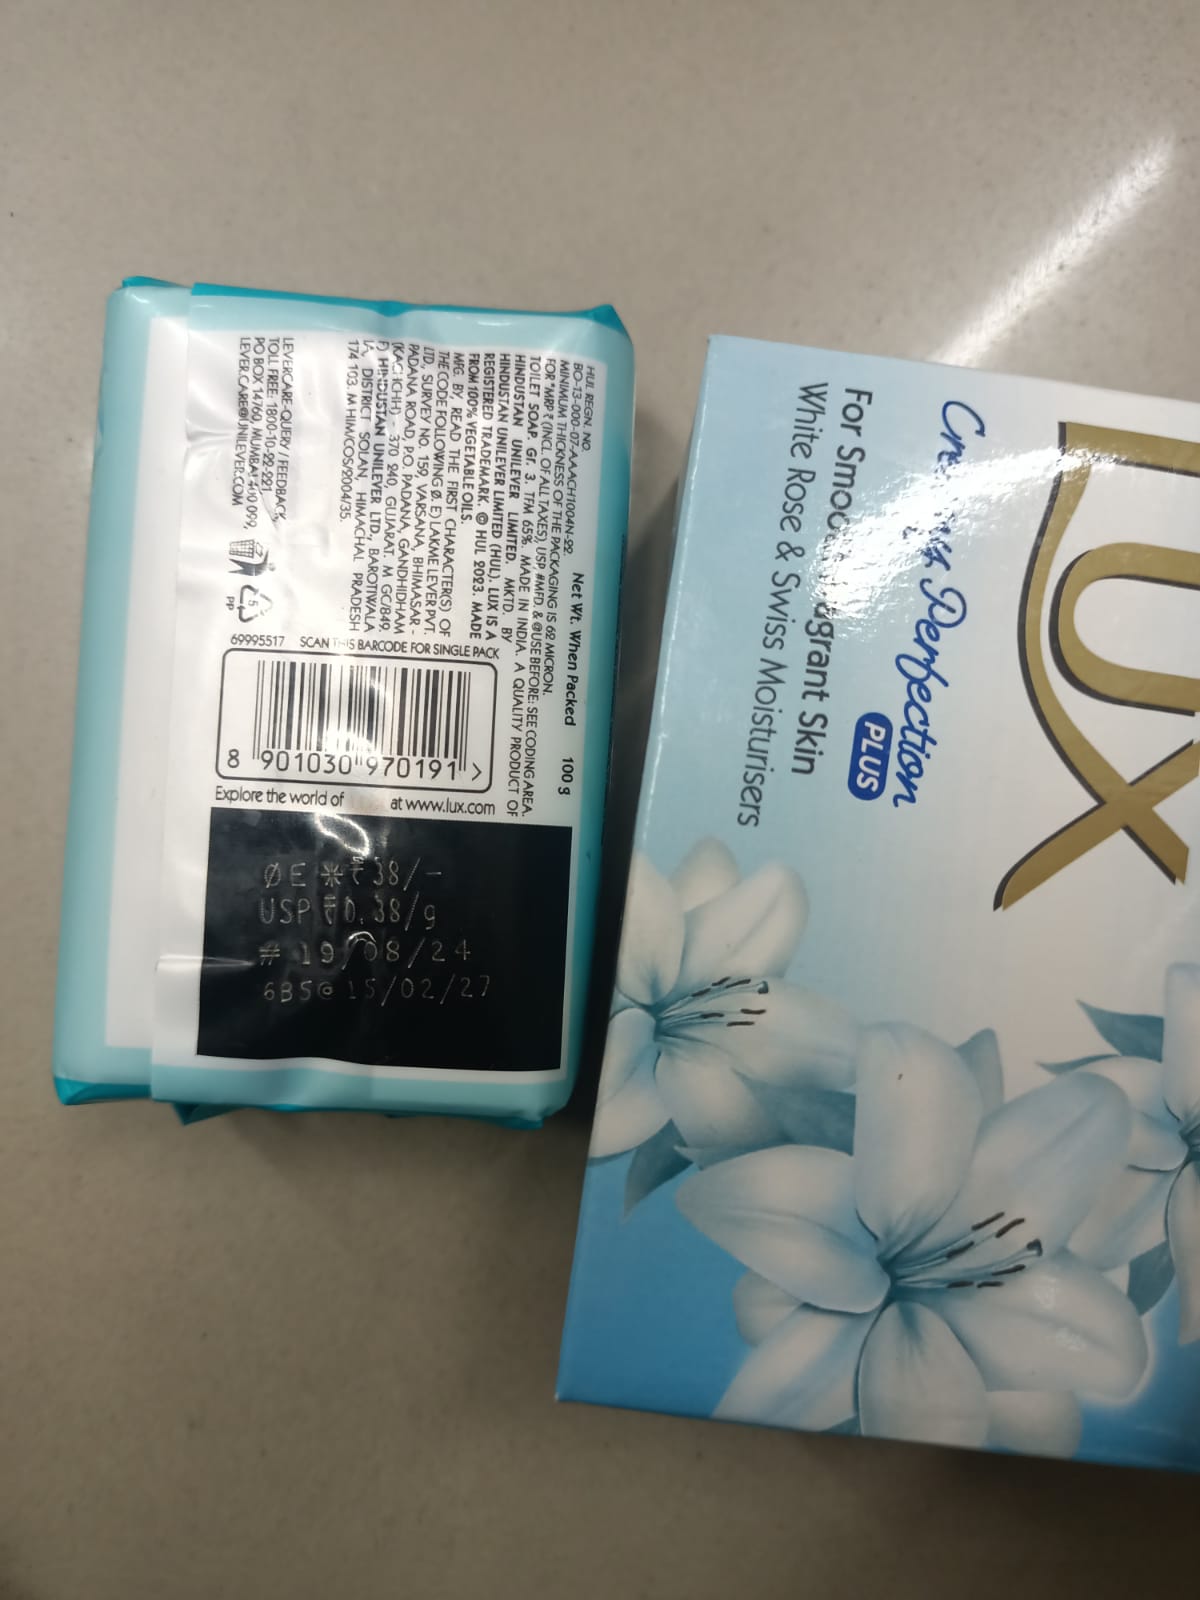 HUL REGN. NO.
BO-13-000-07-AAACH1004N-22.
MINIMUM THICKNESS OF THE PACKAGING IS 62 MICRON.
Net Wt. When Packed 100 g
FOR *MRP ₹ (INCL. OF ALL TAXES), USP, #MFD. & @USE BEFORE: SEE CODING AREA.
TOILET SOAP. Gr. 3. TFM 65%. MADE IN INDIA. A QUALITY PRODUCT OF
HINDUSTAN UNILEVER LIMITED. MKTD. BY
HINDUSTAN UNILEVER LIMITED (HUL). LUX IS A
REGISTERED TRADEMARK. © HUL 2023. MADE
FROM 100% VEGETABLE OILS.
MFG. BY, READ THE FIRST CHARACTER(S) OF
THE CODE FOLLOWING Ø. E) LAKME LEVER PVT.
LTD., SURVEY NO. 159, VARSANA, BHIMASAR -
PADANA ROAD, P.O. PADANA, GANDHIDHAM
(KACHCHH) - 370 240, GUJARAT. M GC/849.
F) HINDUSTAN UNILEVER LTD., BAROTIWALA
DISTRICT SOLAN, HIMACHAL PRADESH
174 103. M HIM/COS/2004/35.
LEVERCARE-QUERY / FEEDBACK,
TOLL FREE: 1800-10-22-221,
PO BOX 14760, MUMBAI 400 099,
LEVER.CARE@UNILEVER.COM
5
PP
69995517 SCAN THIS BARCODE FOR SINGLE PACK
8 901030 970191 >
Explore the world of at www.lux.com
ØE *₹38/-
USP ₹0.38/g
# 19/08/24
6B5@15/02/27
LUX
Perfection
PLUS
For Skin
White Rose & Swiss Moisturisers